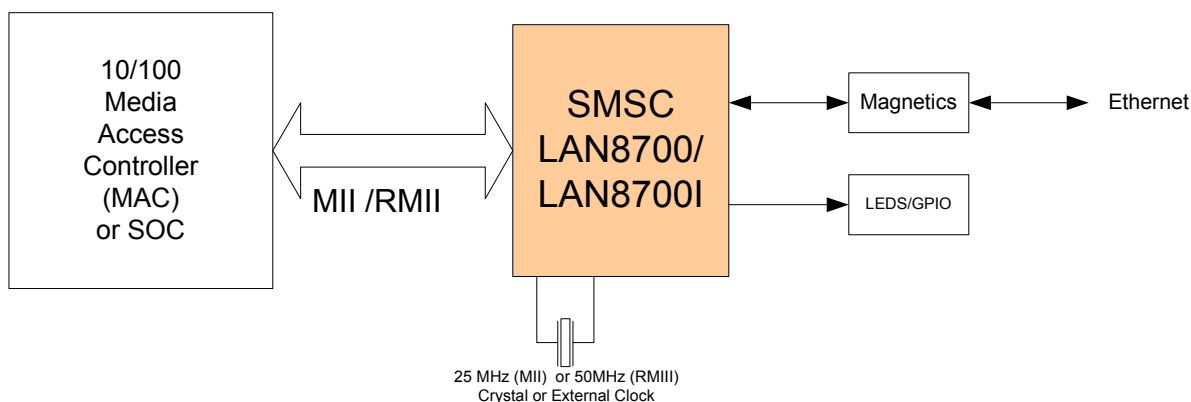 10/100
Media
Access
Controller
(MAC)
or SOC
MII /RMII
SMSC
LAN8700/
LAN8700I
Magnetics
Ethernet
LEDS/GPIO
25 MHz (MII) or 50MHz (RMIII)
Crystal or External Clock